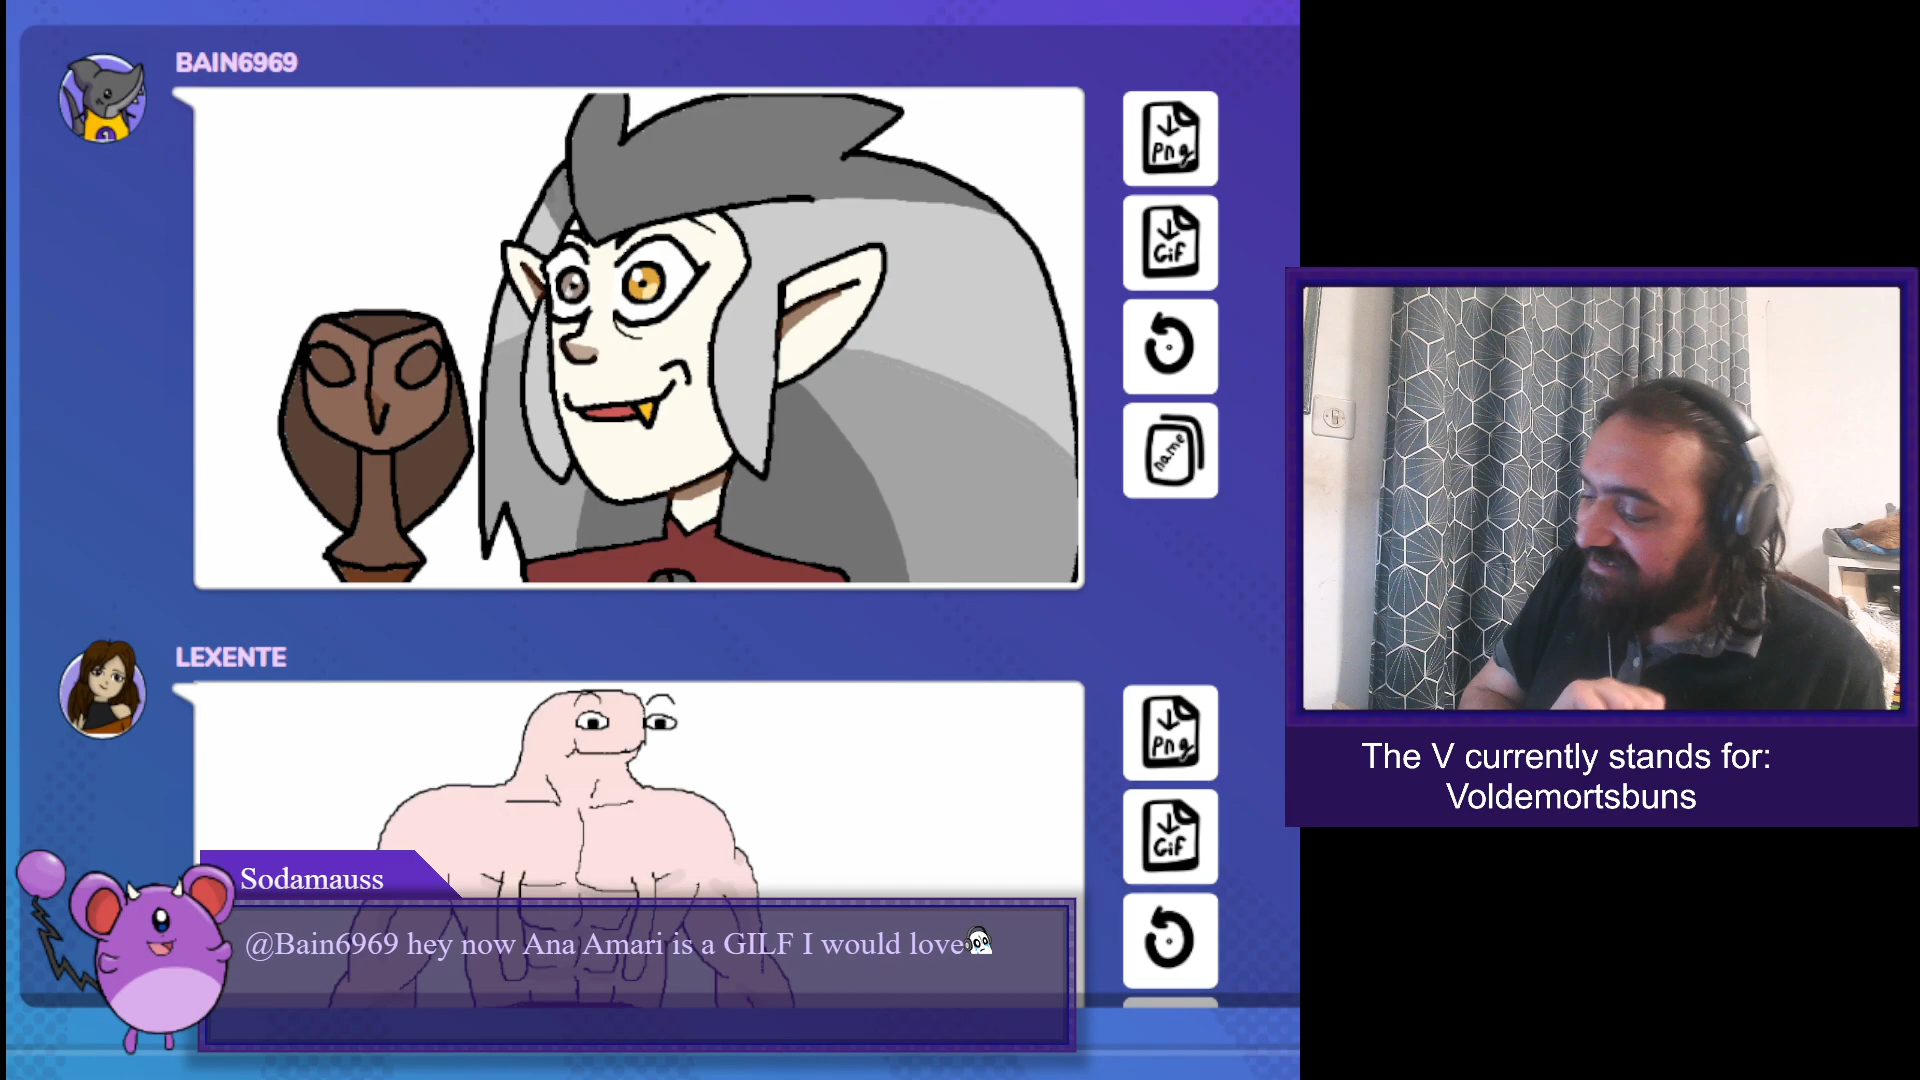 BAIN6969
Png
Gif
name
LEXENTE
Png
Gif
Sodamauss
@Bain6969 hey now Ana Amari is a GILF I would love
The V currently stands for:
Voldemortsbuns